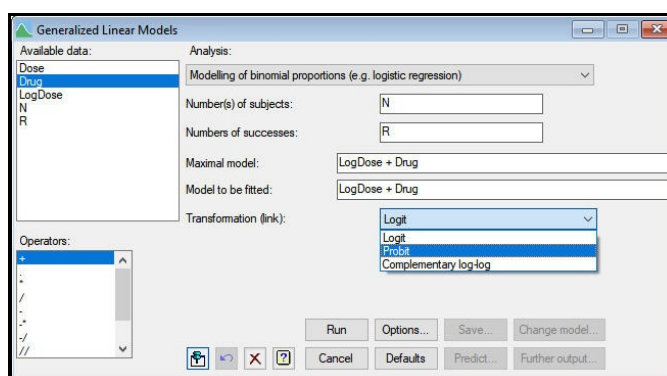 Generalized Linear Models
Available data:
Dose
Drug
LogDose
N
R
Analysis:
Modelling of binomial proportions (e.g. logistic regression)
Number(s) of subjects: N
Numbers of successes: R
Maximal model: LogDose + Drug
Model to be fitted: LogDose + Drug
Transformation (link): Logit
Logit
Probit
Complementary log-log
Operators:
+
.
*
/
-
-*
-/
//
Run Options... Save... Change model...
Cancel Defaults Predict... Further output...